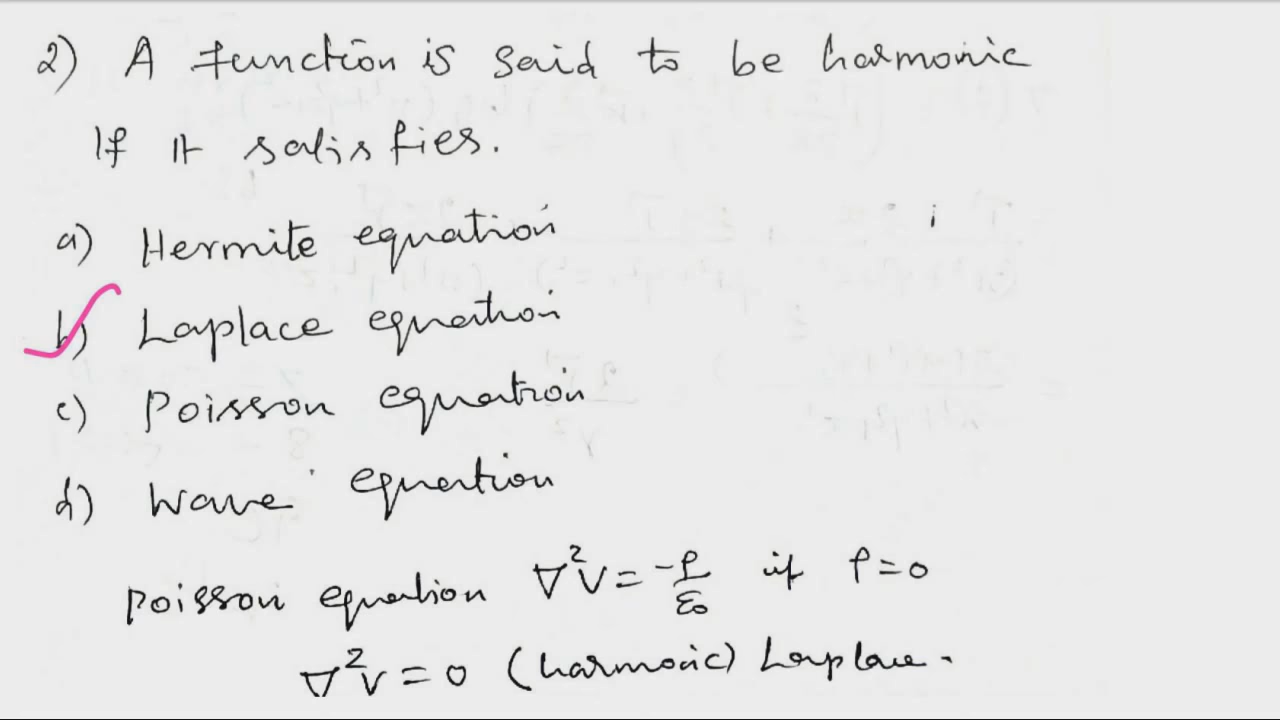 2) A function is said to be harmonic
If it satisfies.
a) Hermite equation
b) Laplace equation
c) Poisson equation
d) Wave equation
Poisson equation ∇²V = -ρ/ε₀ if ρ=0
∇²V = 0 (harmonic) Laplace.